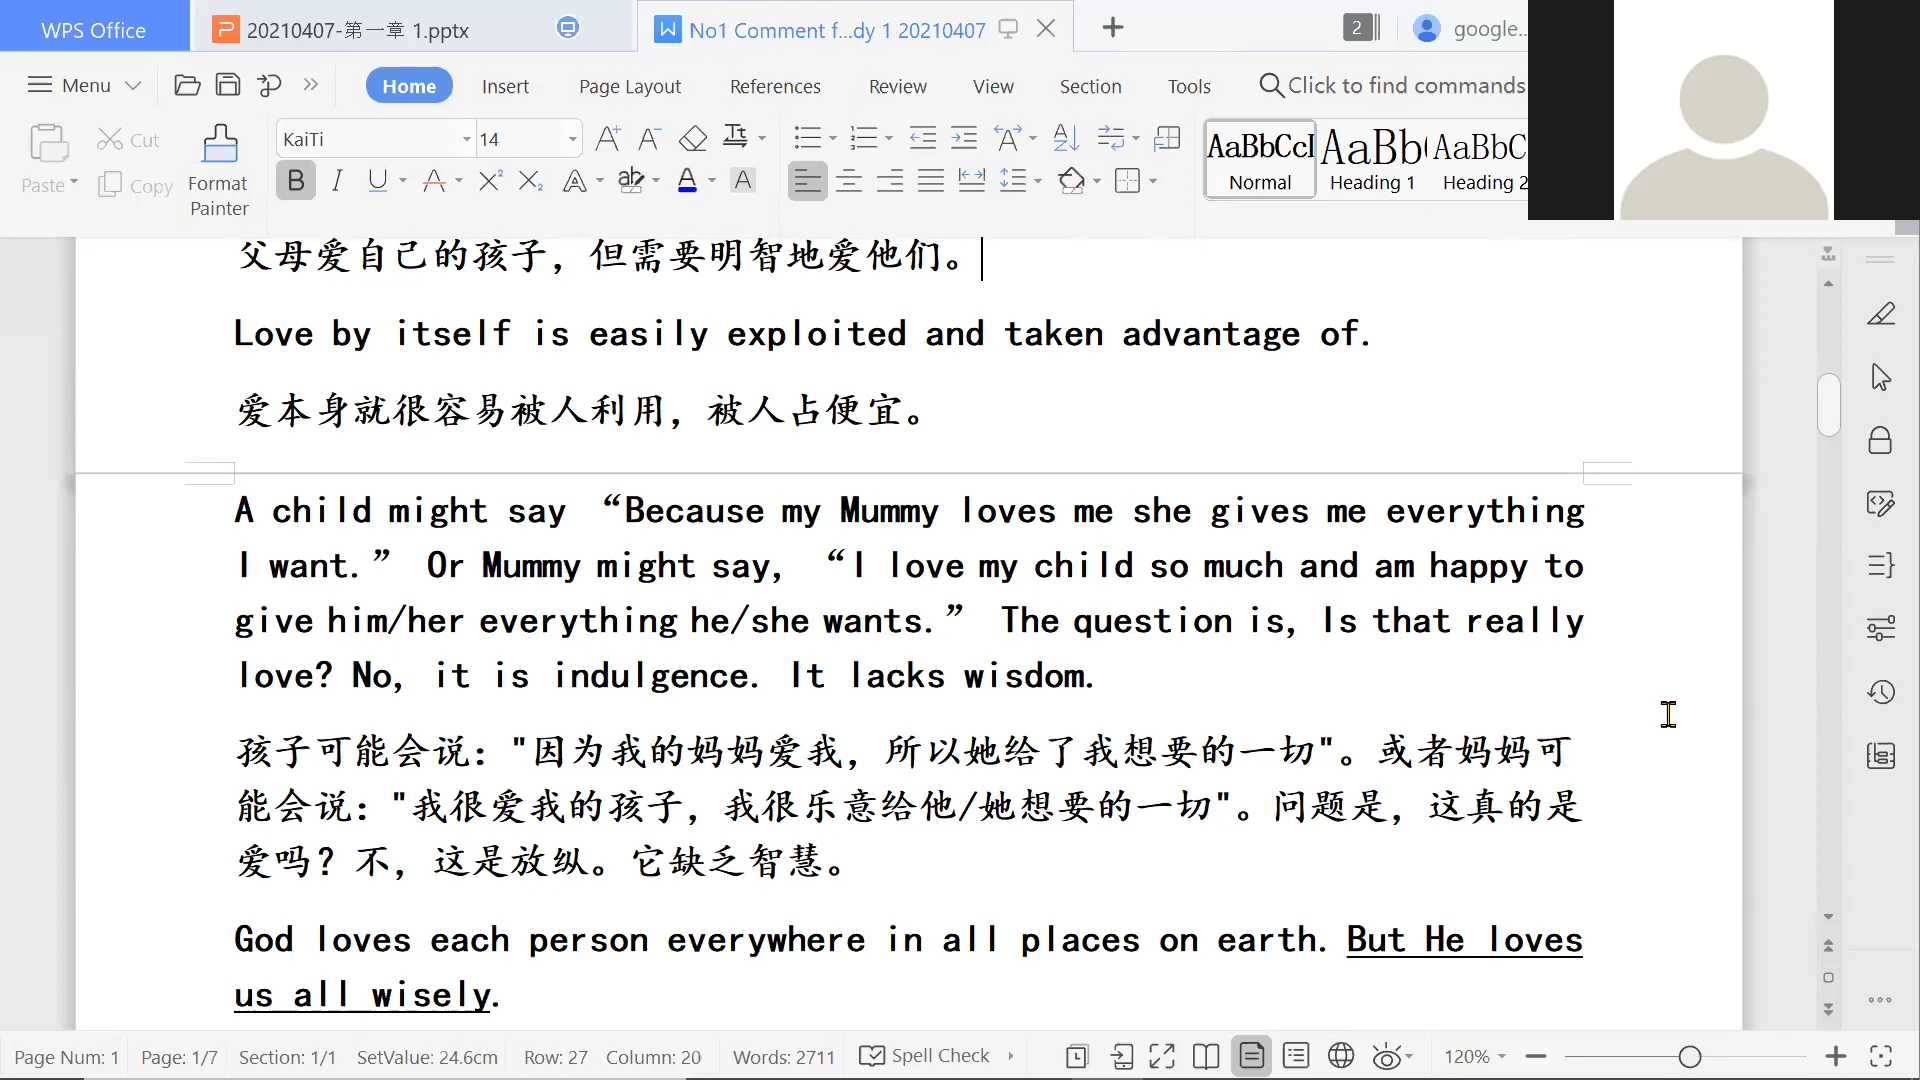 WPS Office
20210407-第一章 1.pptx
No1 Comment f...dy 1 20210407
2
google..
Menu
Home
Insert
Page Layout
References
Review
View
Section
Tools
Click to find commands
Paste
Cut
Copy
Format
Painter
KaiTi
14
AaBbCcI
Normal
AaBb(
Heading 1
AaBbC
Heading 2
父母爱自己的孩子，但需要明智地爱他们。
Love by itself is easily exploited and taken advantage of.
爱本身就很容易被人利用，被人占便宜。
A child might say “Because my Mummy loves me she gives me everything
I want.” Or Mummy might say, “I love my child so much and am happy to
give him/her everything he/she wants.” The question is, Is that really
love? No, it is indulgence. It lacks wisdom.
孩子可能会说："因为我的妈妈爱我，所以她给了我想要的一切"。或者妈妈可
能会说："我很爱我的孩子，我很乐意给他/她想要的一切"。问题是，这真的是
爱吗？不，这是放纵。它缺乏智慧。
God loves each person everywhere in all places on earth. But He loves
us all wisely.
Page Num: 1 Page: 1/7 Section: 1/1 SetValue: 24.6cm Row: 27 Column: 20 Words: 2711 Spell Check 120%